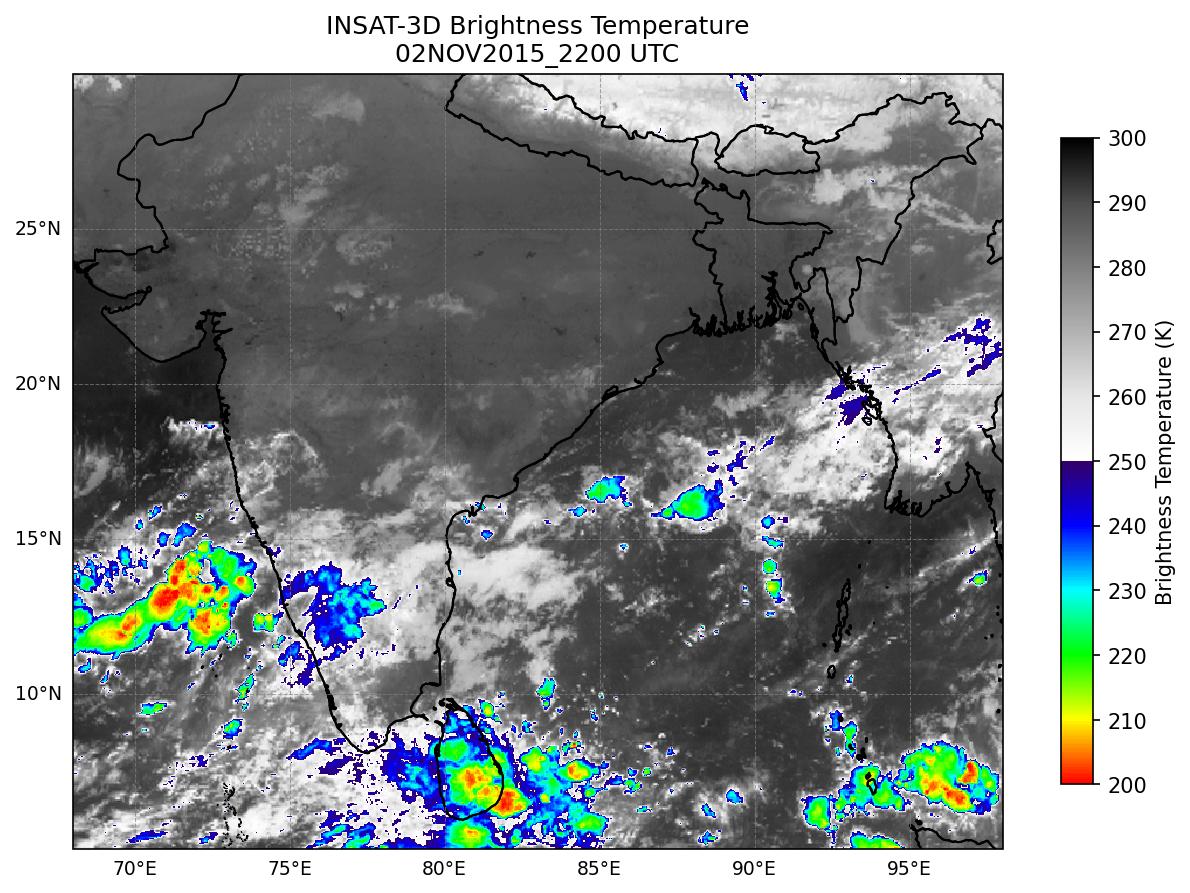 INSAT-3D Brightness Temperature
02NOV2015_2200 UTC
25°N
20°N
15°N
10°N
70°E
75°E
80°E
85°E
90°E
95°E
300
290
280
270
260
250
240
230
220
210
200
Brightness Temperature (K)